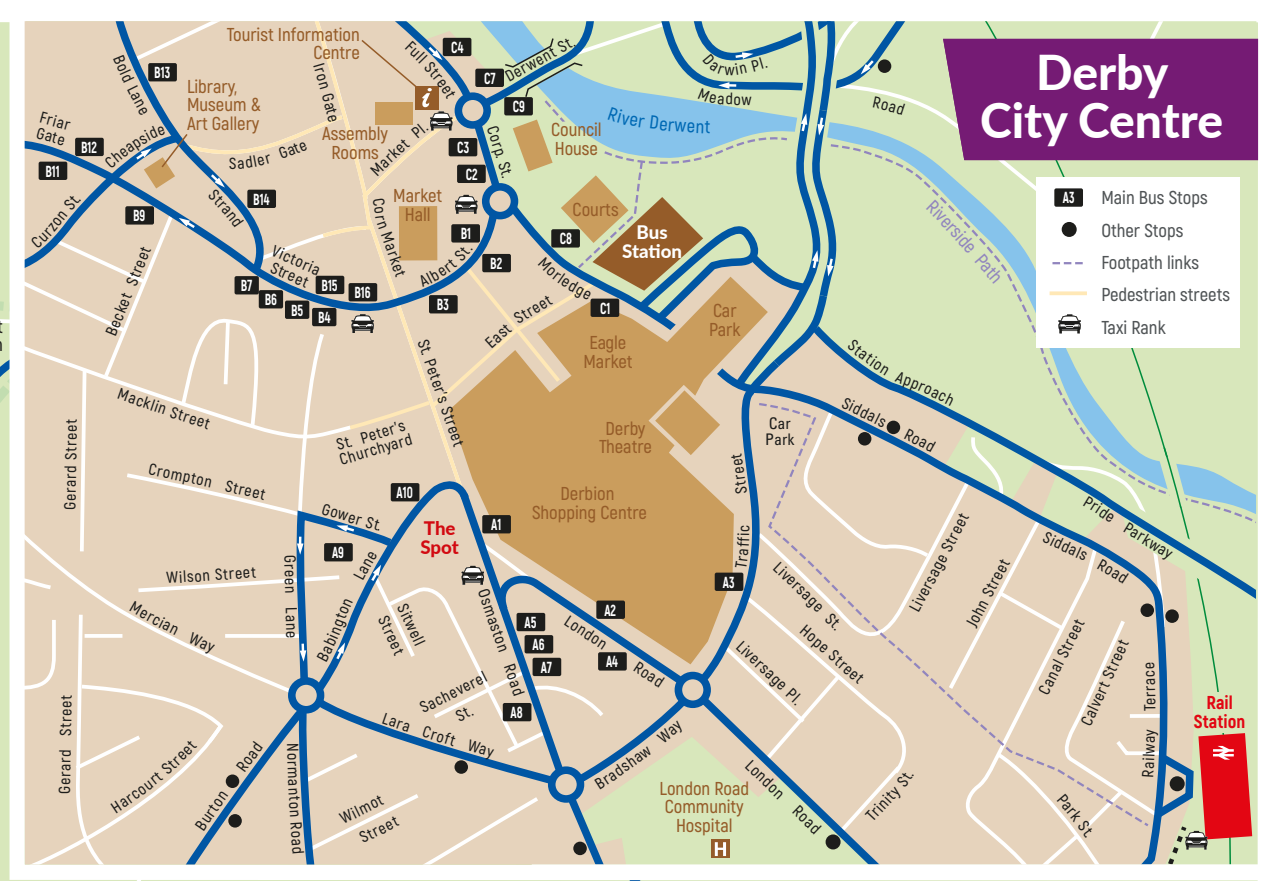 Derby
City Centre
A3 Main Bus Stops
Other Stops
Footpath links
Pedestrian streets
Taxi Rank
Tourist Information
Centre
i
Full Street
C4
C7
Derwent St.
C9
Darwin Pl.
Meadow
Road
River Derwent
Riverside Path
Bold Lane
B13
Library,
Museum &
Art Gallery
Iron Gate
Assembly
Rooms
Market Pl.
Friar
Gate
B12
B11
Cheapside
Sadler Gate
Curzon St.
B9
Strand
B14
C3
C2
Corp. St.
Council
House
Courts
Bus
Station
Market
Hall
Corn Market
B1
B2
Albert St.
B3
C8
Morledge
C1
Becket Street
Victoria
Street
B7
B6
B5
B4
B15
B16
East Street
Eagle
Market
Car
Park
St. Peter's Street
Macklin Street
St. Peter's
Churchyard
Derby
Theatre
Car
Park
Station Approach
Siddals Road
Gerard Street
Crompton Street
A10
Gower St.
The
Spot
A1
Derbion
Shopping Centre
Traffic Street
A3
Pride Parkway
Siddals Road
A9
Green Lane
Babington Lane
Wilson Street
Mercian Way
Sitwell
Street
Osmaston Road
A5
A6
A7
A8
A2
London Road
A4
Liversage St.
Liversage Street
John Street
Hope Street
Liversage Pl.
Canal Street
Calvert Street
Railway Terrace
Rail
Station
Sacheverel
St.
Lara Croft Way
Bradshaw Way
Gerard Street
Harcourt Street
Burton Road
Normanton Road
Wilmot
Street
London Road
Community
Hospital
H
London Road
Trinity St.
Park St.